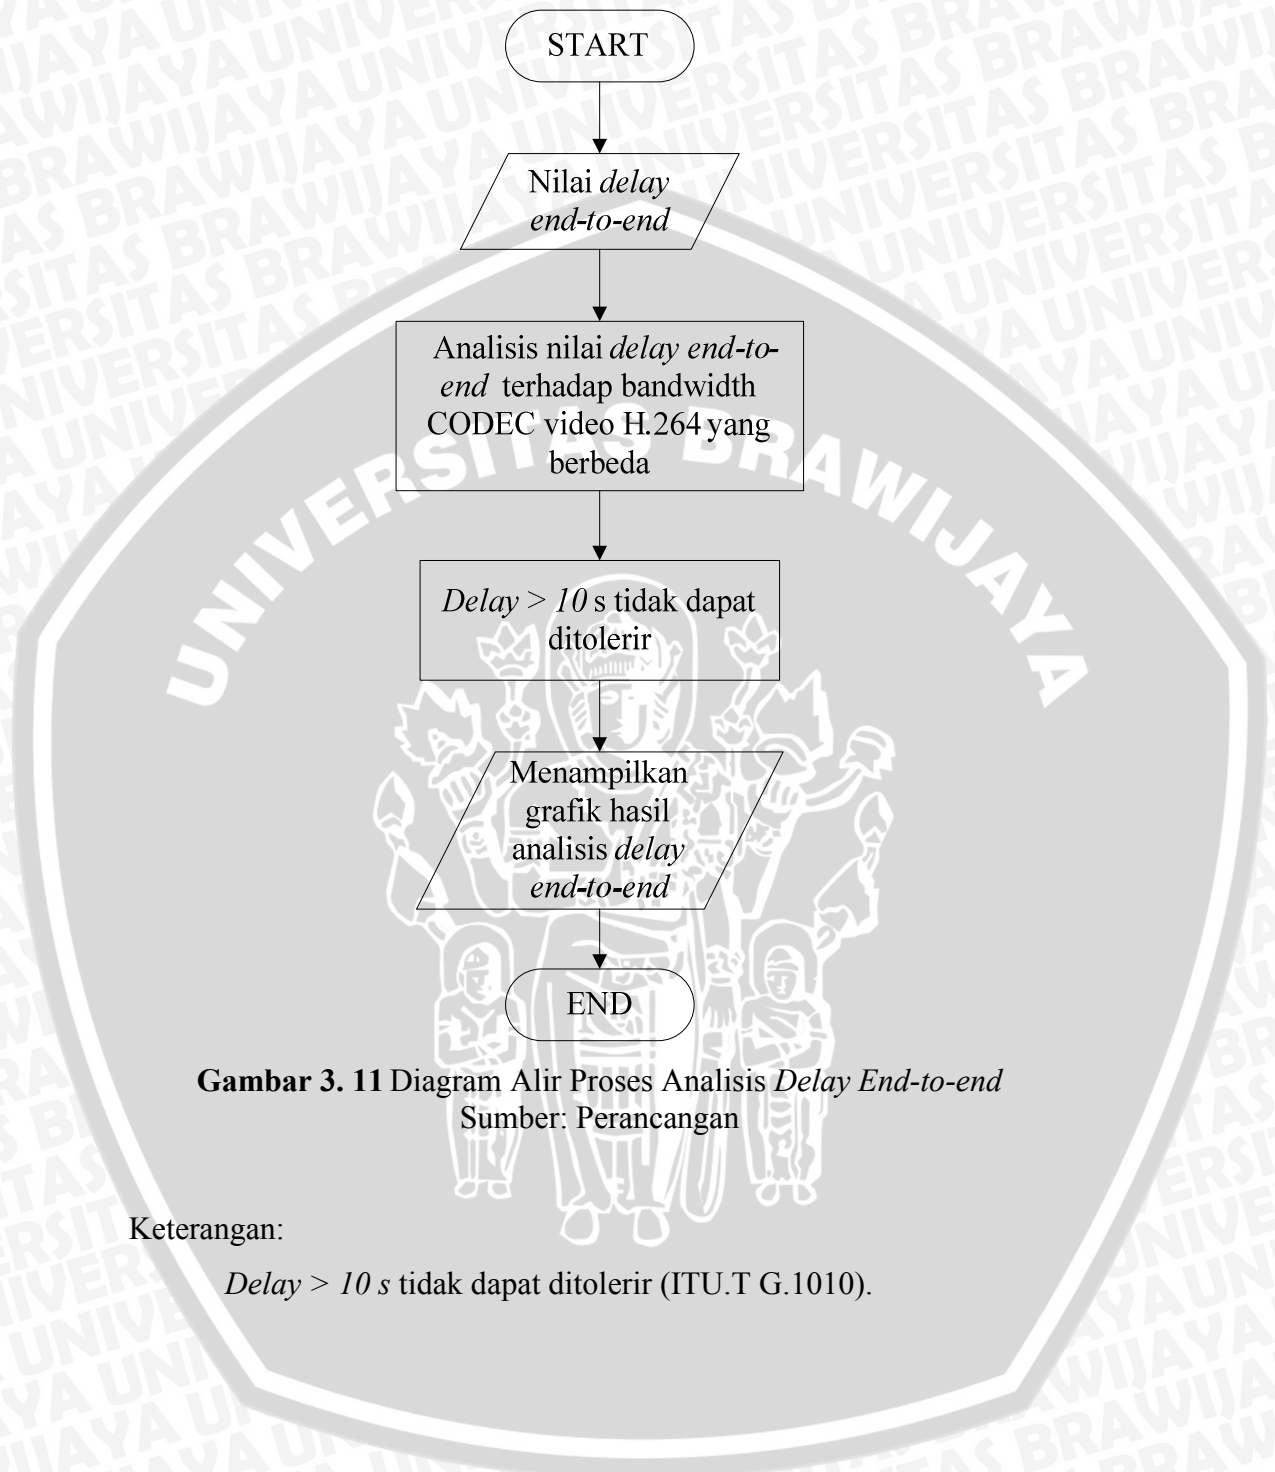 START
Nilai delay
end-to-end
Analisis nilai delay end-to-
end terhadap bandwidth
CODEC video H.264 yang
berbeda
Delay > 10 s tidak dapat
ditolerir
Menampilkan
grafik hasil
analisis delay
end-to-end
END
Gambar 3. 11 Diagram Alir Proses Analisis Delay End-to-end
Sumber: Perancangan
Keterangan:
Delay > 10 s tidak dapat ditolerir (ITU.T G.1010).
UNIVERSITAS BRAWIJAYA